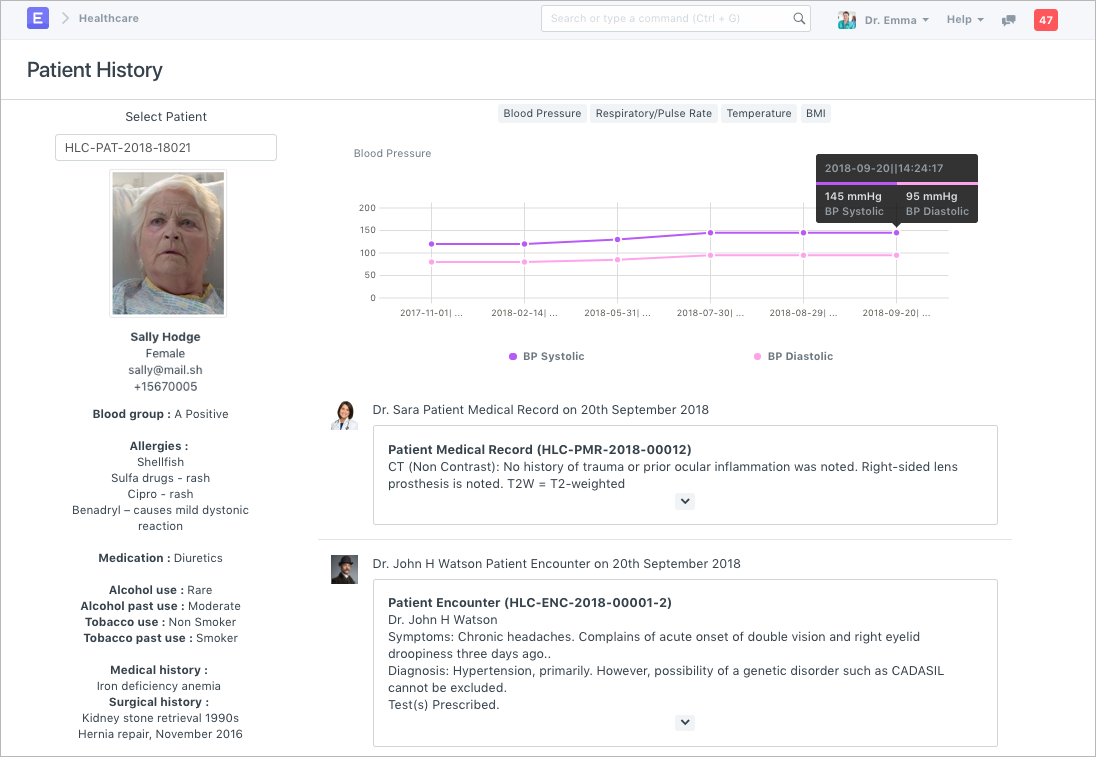 E
Healthcare
Search or type a command (Ctrl + G)
Dr. Emma
Help
47
Patient History
Select Patient
HLC-PAT-2018-18021
Sally Hodge
Female
sally@mail.sh
+15670005
Blood group : A Positive
Allergies :
Shellfish
Sulfa drugs - rash
Cipro - rash
Benadryl – causes mild dystonic
reaction
Medication : Diuretics
Alcohol use : Rare
Alcohol past use : Moderate
Tobacco use : Non Smoker
Tobacco past use : Smoker
Medical history :
Iron deficiency anemia
Surgical history :
Kidney stone retrieval 1990s
Hernia repair, November 2016
Blood Pressure
Respiratory/Pulse Rate
Temperature
BMI
Blood Pressure
2018-09-20||14:24:17
145 mmHg
BP Systolic
95 mmHg
BP Diastolic
200
150
100
50
0
2017-11-01| ...
2018-02-14| ...
2018-05-31| ...
2018-07-30| ...
2018-08-29| ...
2018-09-20| ...
BP Systolic
BP Diastolic
Dr. Sara Patient Medical Record on 20th September 2018
Patient Medical Record (HLC-PMR-2018-00012)
CT (Non Contrast): No history of trauma or prior ocular inflammation was noted. Right-sided lens
prosthesis is noted. T2W = T2-weighted
Dr. John H Watson Patient Encounter on 20th September 2018
Patient Encounter (HLC-ENC-2018-00001-2)
Dr. John H Watson
Symptoms: Chronic headaches. Complains of acute onset of double vision and right eyelid
droopiness three days ago..
Diagnosis: Hypertension, primarily. However, possibility of a genetic disorder such as CADASIL
cannot be excluded.
Test(s) Prescribed.